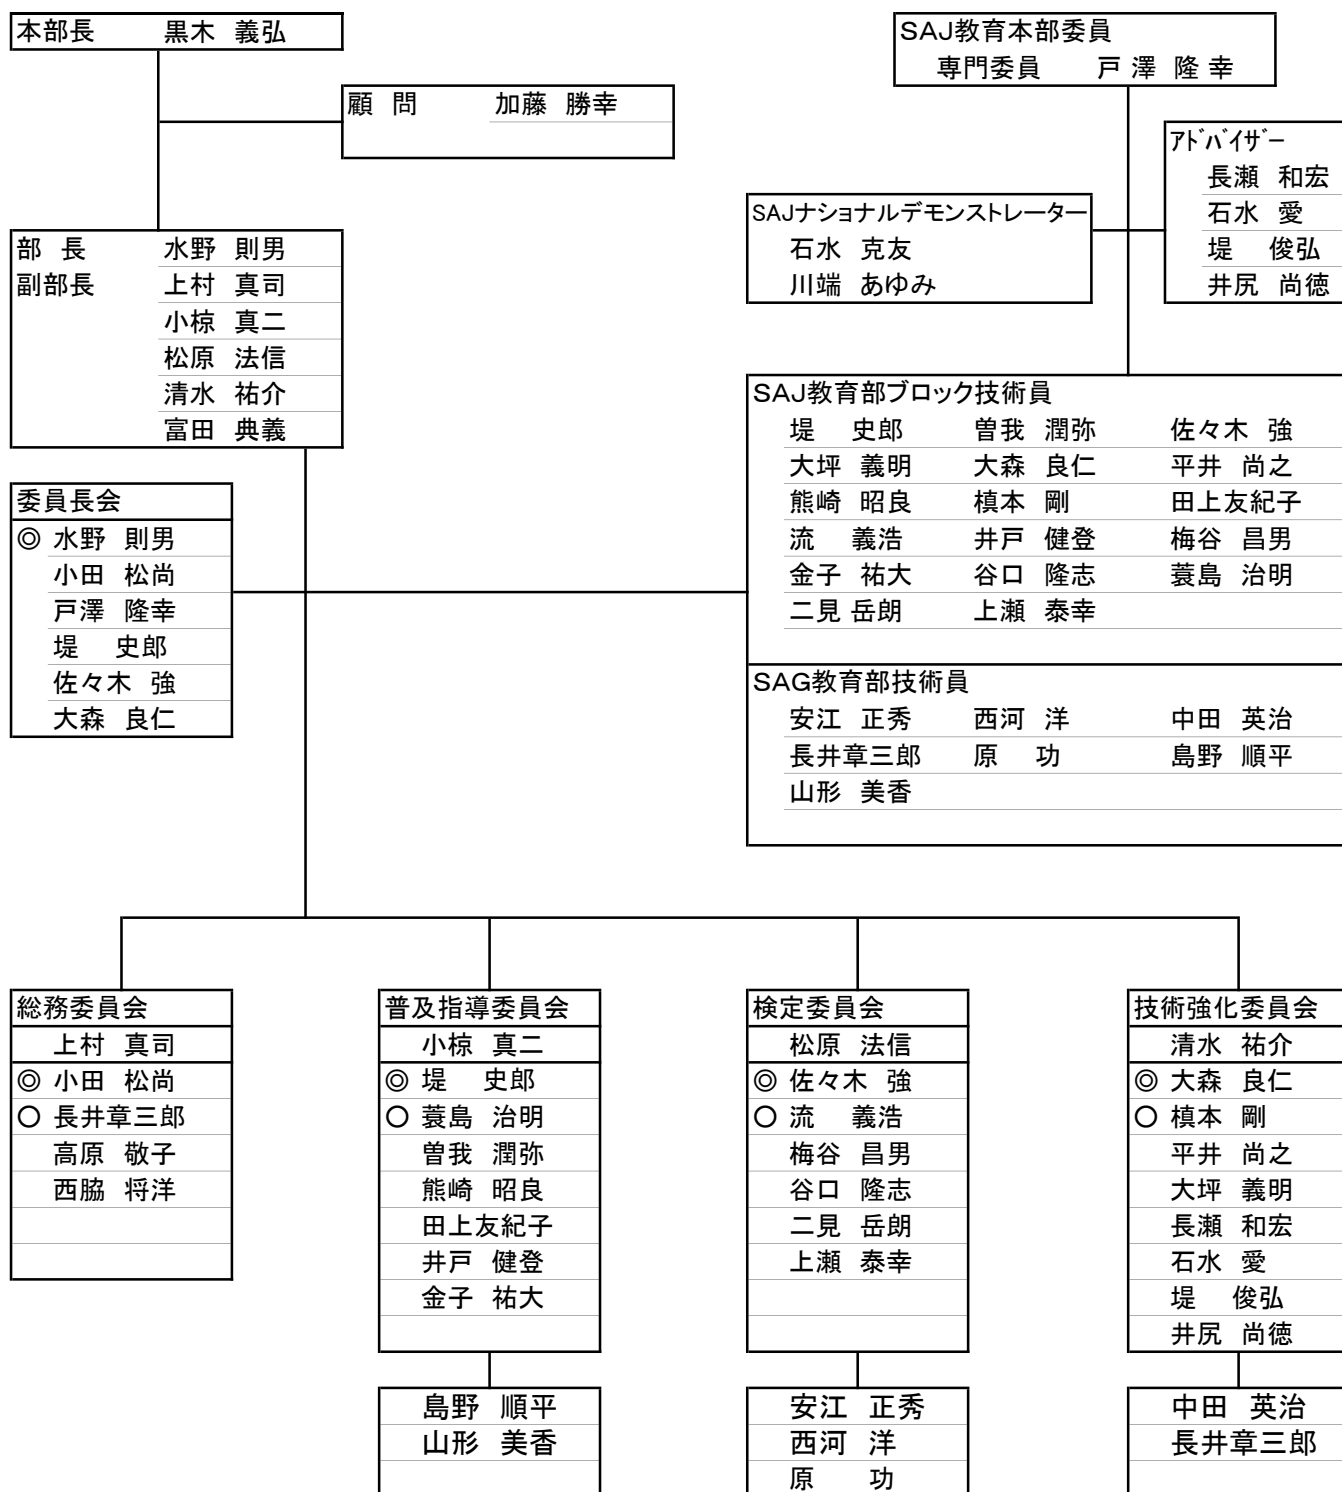 本部長 黒木 義弘
SAJ教育本部委員
専門委員 戸 澤 隆 幸
顧 問 加藤 勝幸
アドバイザー
長瀬 和宏
石水 愛
堤 俊弘
井尻 尚徳
SAJナショナルデモンストレーター
石水 克友
川端 あゆみ
部 長 水野 則男
副部長 上村 真司
小椋 真二
松原 法信
清水 祐介
富田 典義
SAJ教育部ブロック技術員
堤 史郎 曽我 潤弥 佐々木 強
大坪 義明 大森 良仁 平井 尚之
熊崎 昭良 槙本 剛 田上友紀子
流 義浩 井戸 健登 梅谷 昌男
金子 祐大 谷口 隆志 蓑島 治明
二見 岳朗 上瀬 泰幸
委員長会
◎ 水野 則男
小田 松尚
戸澤 隆幸
堤 史郎
佐々木 強
大森 良仁
SAG教育部技術員
安江 正秀 西河 洋 中田 英治
長井章三郎 原 功 島野 順平
山形 美香
総務委員会
上村 真司
◎ 小田 松尚
○ 長井章三郎
高原 敬子
西脇 将洋
普及指導委員会
小椋 真二
◎ 堤 史郎
○ 蓑島 治明
曽我 潤弥
熊崎 昭良
田上友紀子
井戸 健登
金子 祐大
島野 順平
山形 美香
検定委員会
松原 法信
◎ 佐々木 強
○ 流 義浩
梅谷 昌男
谷口 隆志
二見 岳朗
上瀬 泰幸
安江 正秀
西河 洋
原 功
技術強化委員会
清水 祐介
◎ 大森 良仁
○ 槙本 剛
平井 尚之
大坪 義明
長瀬 和宏
石水 愛
堤 俊弘
井尻 尚徳
中田 英治
長井章三郎